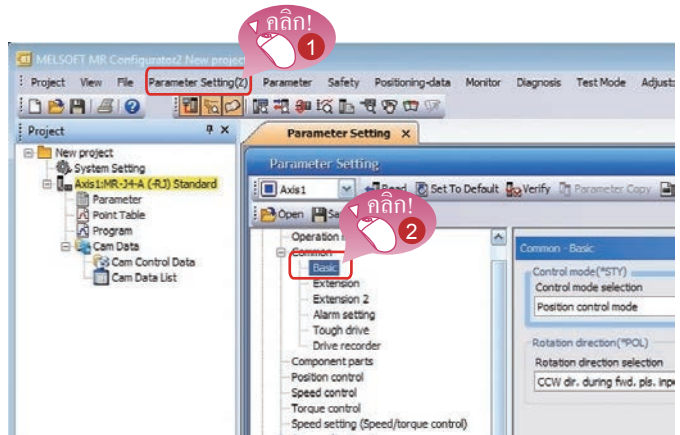 คลิก!
1
MELSOFT MR Configurator2 New project
Project View File Parameter Setting(Z) Parameter Safety Positioning-data Monitor Diagnosis Test Mode Adjust
Project
Parameter Setting
New project
System Setting
Axis1:MR-J4-A (-RJ) Standard
Parameter
Point Table
Program
Cam Data
Cam Control Data
Cam Data List
Parameter Setting
Axis1 Read Set To Default Verify Parameter Copy
Open Sa
คลิก!
2
Operation
Common
Basic
Extension
Extension 2
Alarm setting
Tough drive
Drive recorder
Component parts
Position control
Speed control
Torque control
Speed setting (Speed/torque control)
Common - Basic
Control mode(*STY)
Control mode selection
Position control mode
Rotation direction(*POL)
Rotation direction selection
CCW dir. during fwd. pls. inp